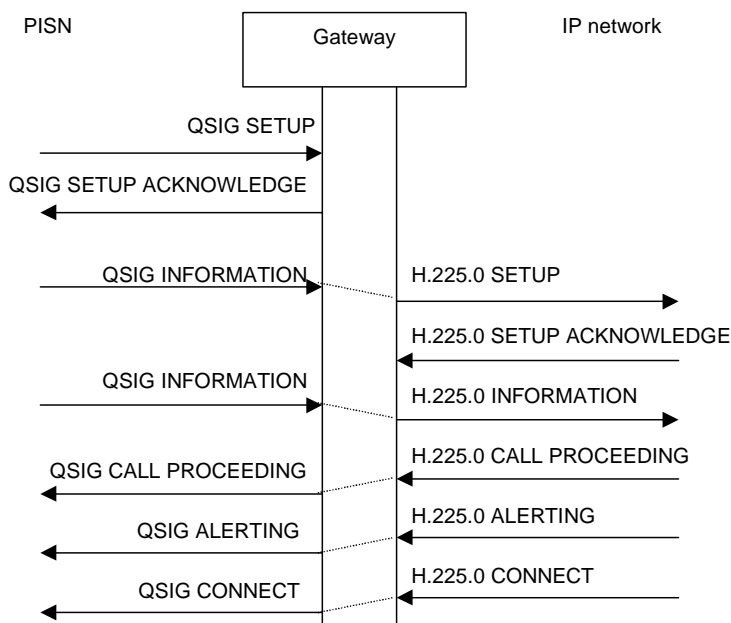 PISN
Gateway
IP network
QSIG SETUP
QSIG SETUP ACKNOWLEDGE
QSIG INFORMATION
H.225.0 SETUP
H.225.0 SETUP ACKNOWLEDGE
QSIG INFORMATION
H.225.0 INFORMATION
H.225.0 CALL PROCEEDING
QSIG CALL PROCEEDING
H.225.0 ALERTING
QSIG ALERTING
H.225.0 CONNECT
QSIG CONNECT